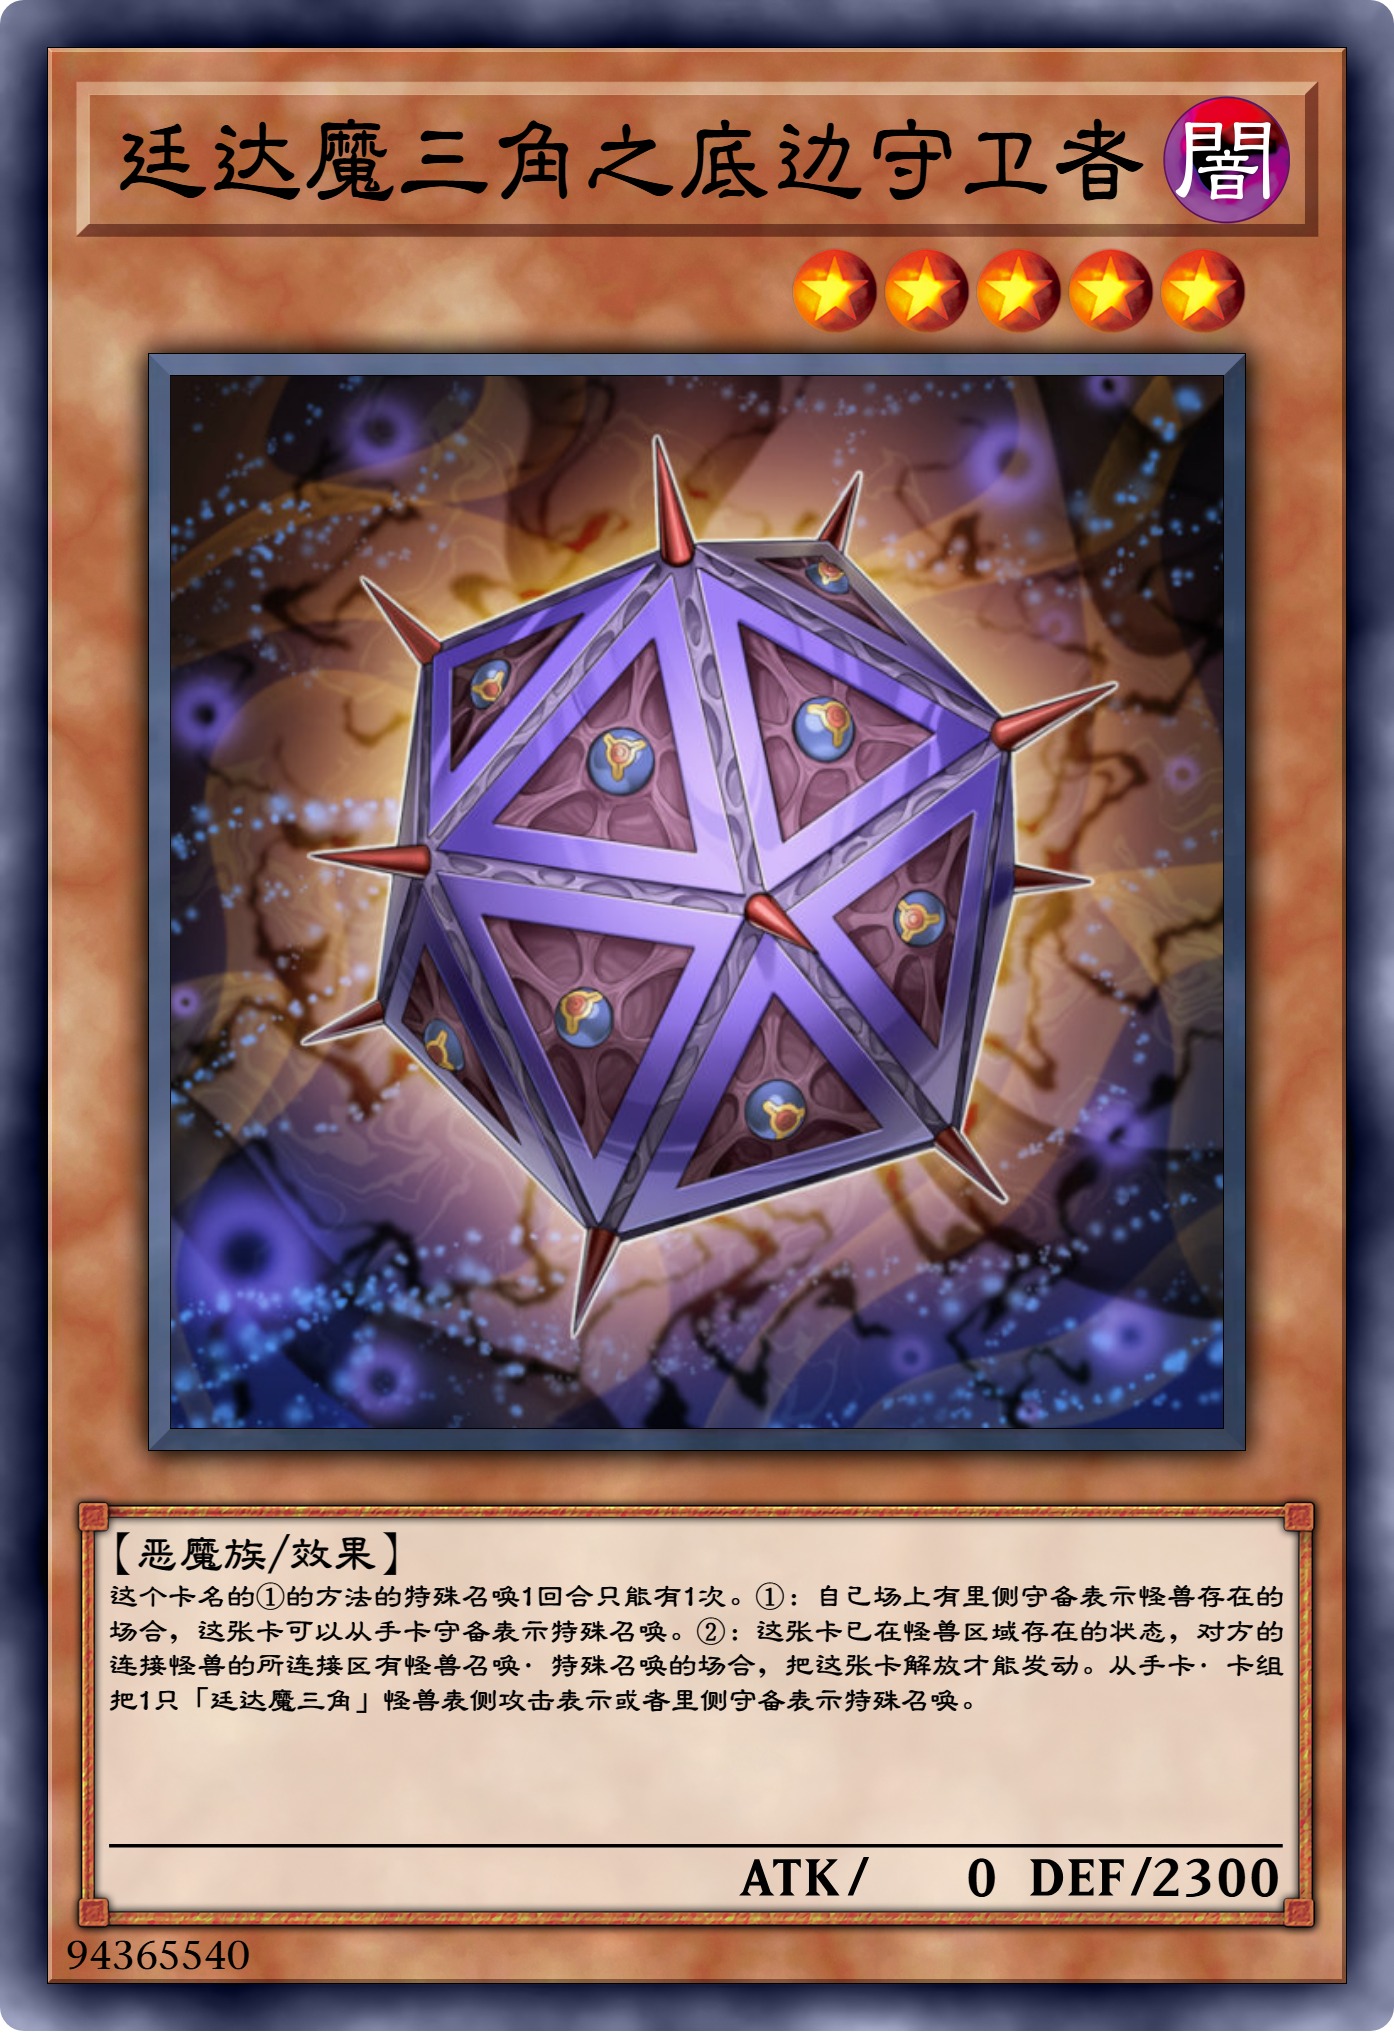 廷达魔三角之底边守卫者
闇
【恶魔族/效果】
这个卡名的①的方法的特殊召唤1回合只能有1次。①：自己场上有里侧守备表示怪兽存在的
场合，这张卡可以从手卡守备表示特殊召唤。②：这张卡已在怪兽区域存在的状态，对方的
连接怪兽的所连接区有怪兽召唤·特殊召唤的场合，把这张卡解放才能发动。从手卡·卡组
把1只「廷达魔三角」怪兽表侧攻击表示或者里侧守备表示特殊召唤。
ATK/ 0 DEF/2300
94365540